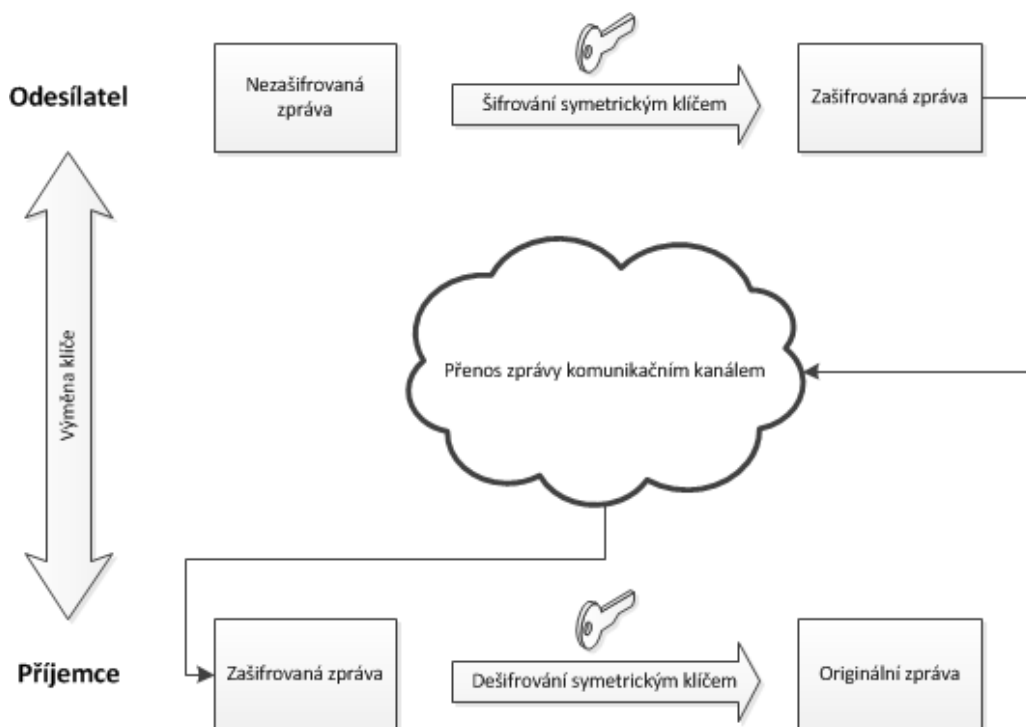 Odesílatel
Nezašifrovaná
zpráva
Šifrování symetrickým klíčem
Zašifrovaná zpráva
Výměna klíče
Přenos zprávy komunikačním kanálem
Příjemce
Zašifrovaná zpráva
Dešifrování symetrickým klíčem
Originální zpráva